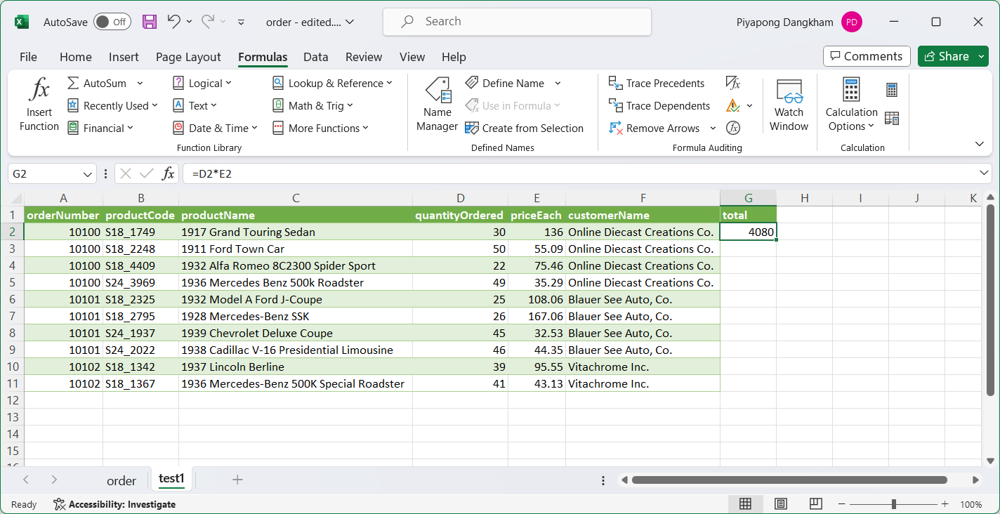 AutoSave Off order - edited.... Search Piyapong Dangkham PD
File Home Insert Page Layout Formulas Data Review View Help Comments Share
Insert Function
AutoSum
Recently Used
Financial
Logical
Text
Date & Time
Lookup & Reference
Math & Trig
More Functions
Function Library
Name Manager
Define Name
Use in Formula
Create from Selection
Defined Names
Trace Precedents
Trace Dependents
Remove Arrows
Formula Auditing
Watch Window
Calculation Options
Calculation
G2 fx =D2*E2
A B C D E F G H I J K
1 orderNumber productCode productName quantityOrdered priceEach customerName total
2 10100 S18_1749 1917 Grand Touring Sedan 30 136 Online Diecast Creations Co. 4080
3 10100 S18_2248 1911 Ford Town Car 50 55.09 Online Diecast Creations Co.
4 10100 S18_4409 1932 Alfa Romeo 8C2300 Spider Sport 22 75.46 Online Diecast Creations Co.
5 10100 S24_3969 1936 Mercedes Benz 500k Roadster 49 35.29 Online Diecast Creations Co.
6 10101 S18_2325 1932 Model A Ford J-Coupe 25 108.06 Blauer See Auto, Co.
7 10101 S18_2795 1928 Mercedes-Benz SSK 26 167.06 Blauer See Auto, Co.
8 10101 S24_1937 1939 Chevrolet Deluxe Coupe 45 32.53 Blauer See Auto, Co.
9 10101 S24_2022 1938 Cadillac V-16 Presidential Limousine 46 44.35 Blauer See Auto, Co.
10 10102 S18_1342 1937 Lincoln Berline 39 95.55 Vitachrome Inc.
11 10102 S18_1367 1936 Mercedes-Benz 500K Special Roadster 41 43.13 Vitachrome Inc.
12
13
14
15
16
order test1
Ready Accessibility: Investigate 100%